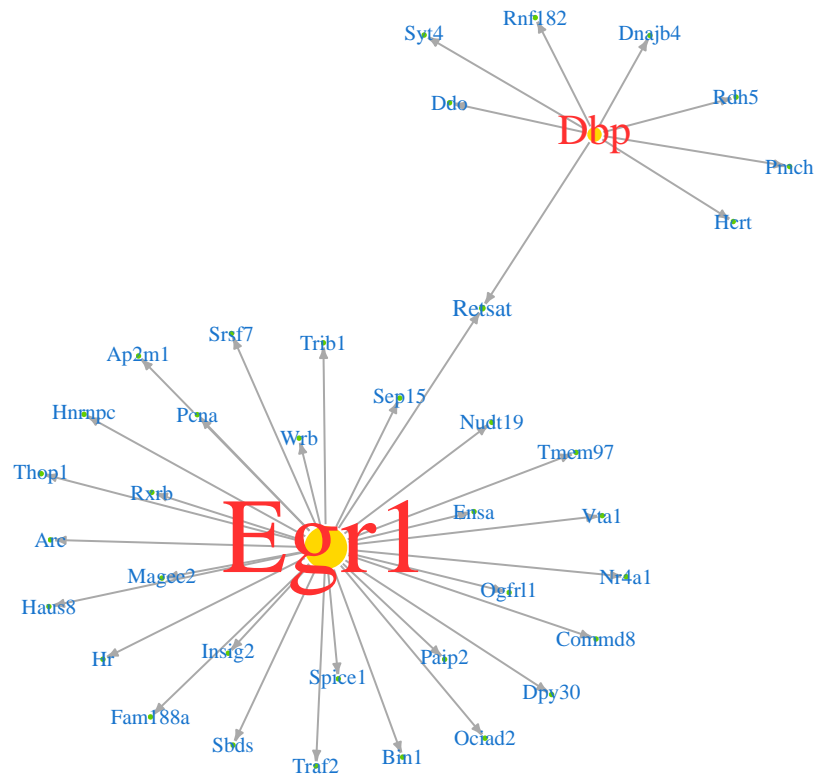 Rnf182
Syt4
Dnajb4
Ddo
Rdh5
Dbp
Pmch
Hcrt
Retsat
Srsf7
Trib1
Ap2m1
Sep15
Hnrnpc
Pcna
Nudt19
Wrb
Tmem97
Thop1
Rxrb
Ensa
Vta1
Egr1
Arc
Magee2
Nr4a1
Ogfrl1
Haus8
Commd8
Hr
Insig2
Paip2
Spice1
Dpy30
Fam188a
Sbds
Ociad2
Traf2
Bin1